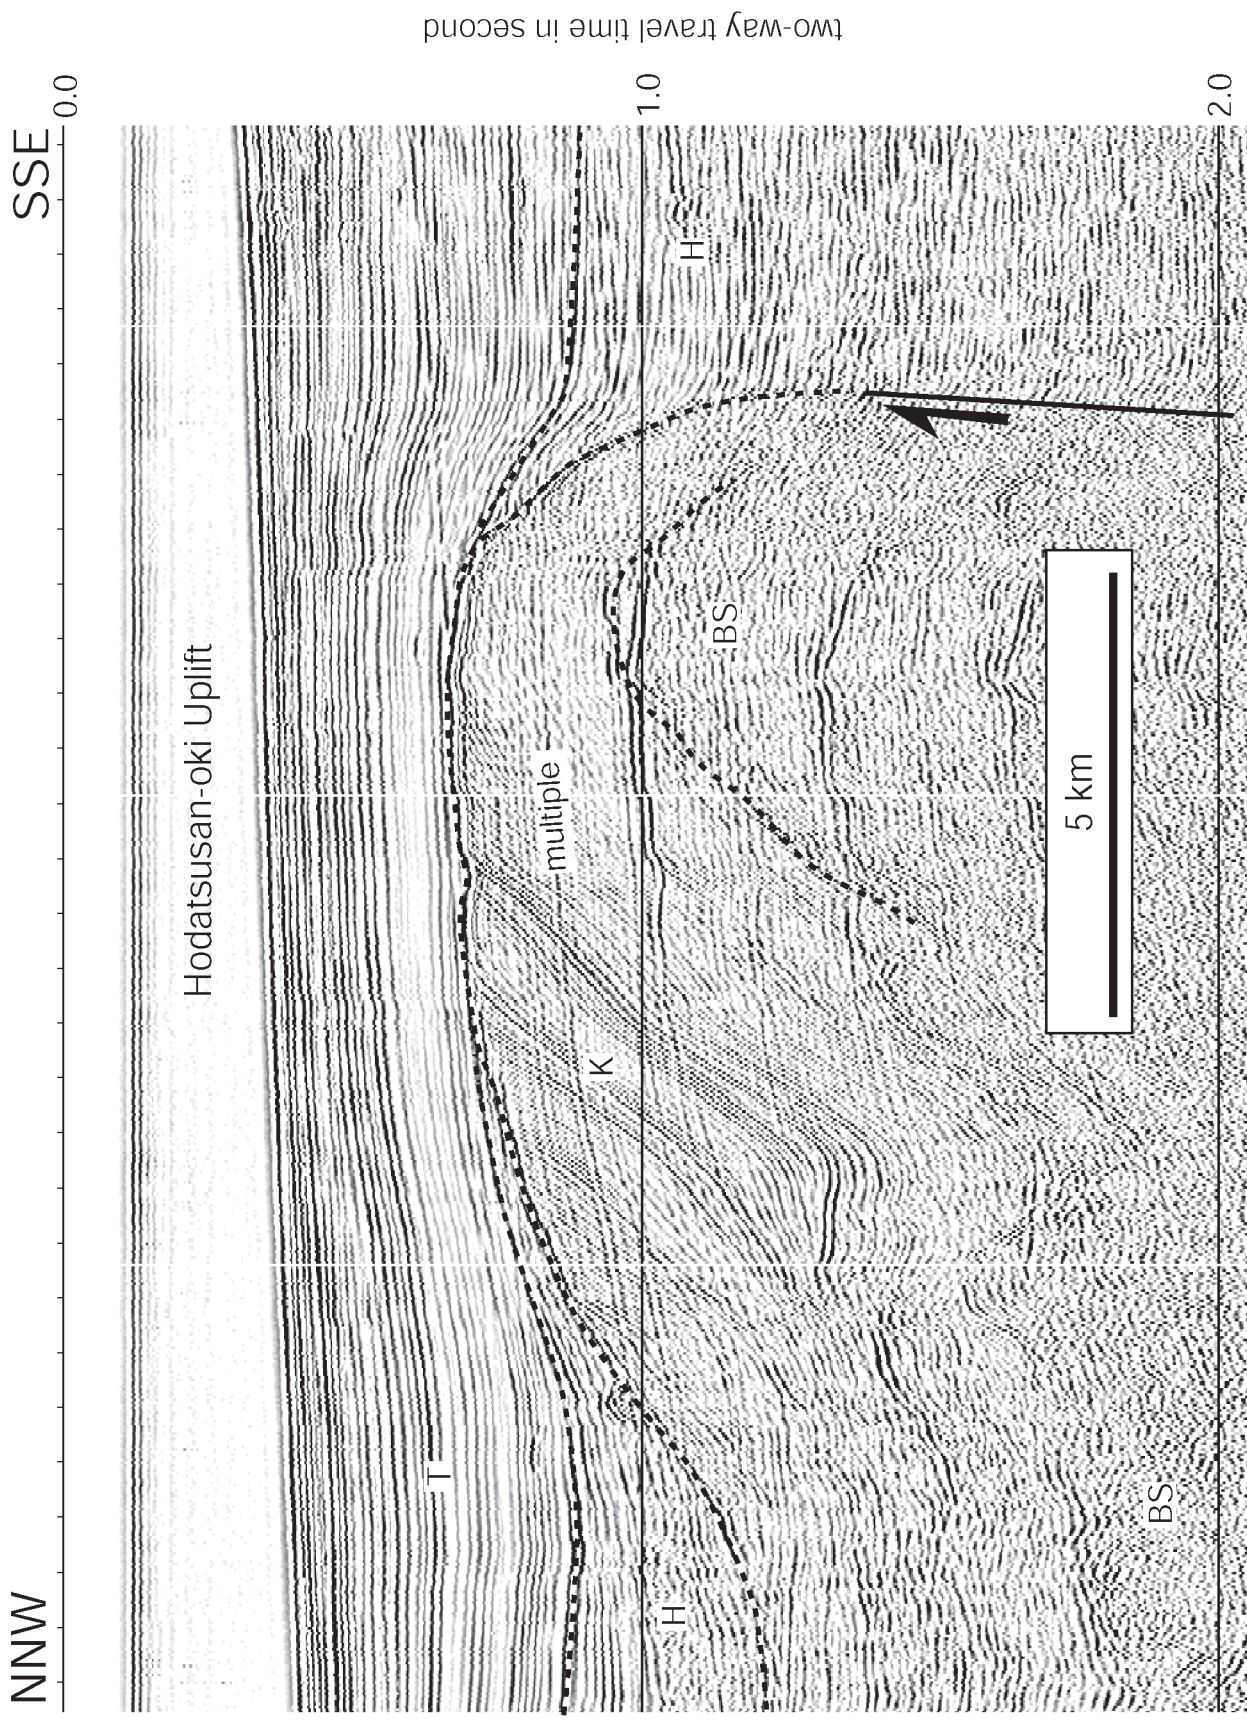 NNW
SSE
0.0
Hodatsusan-oki Uplift
T
multiple
K
H
H
1.0
BS
5 km
BS
2.0
two-way travel time in second